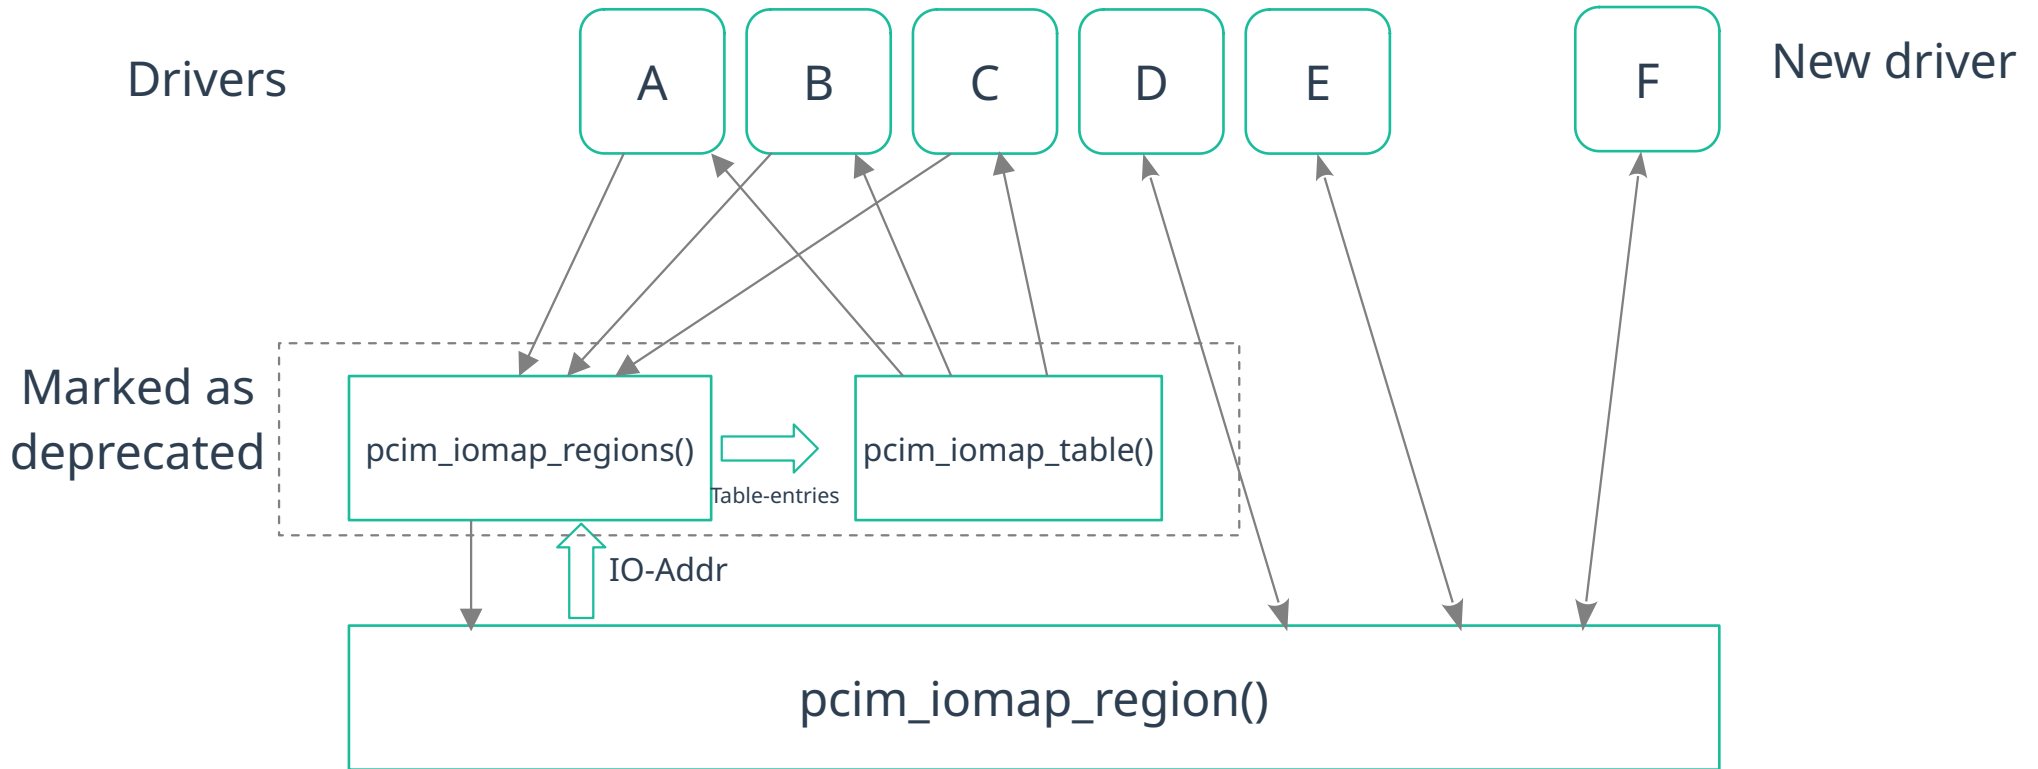 Drivers
A
B
C
D
E
F
New driver
Marked as
deprecated
pcim_iomap_regions()
Table-entries
pcim_iomap_table()
IO-Addr
pcim_iomap_region()